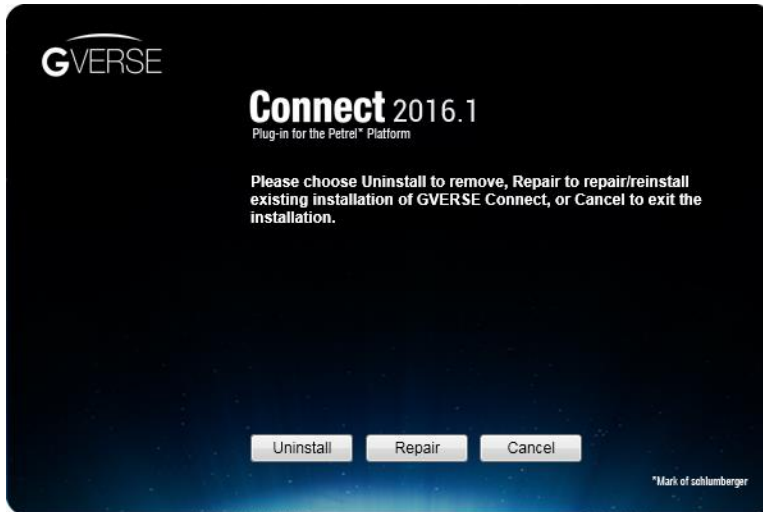 GVERSE
Connect 2016.1
Plug-in for the Petrel* Platform
Please choose Uninstall to remove, Repair to repair/reinstall
existing installation of GVERSE Connect, or Cancel to exit the
installation.
Uninstall Repair Cancel
*Mark of schlumberger